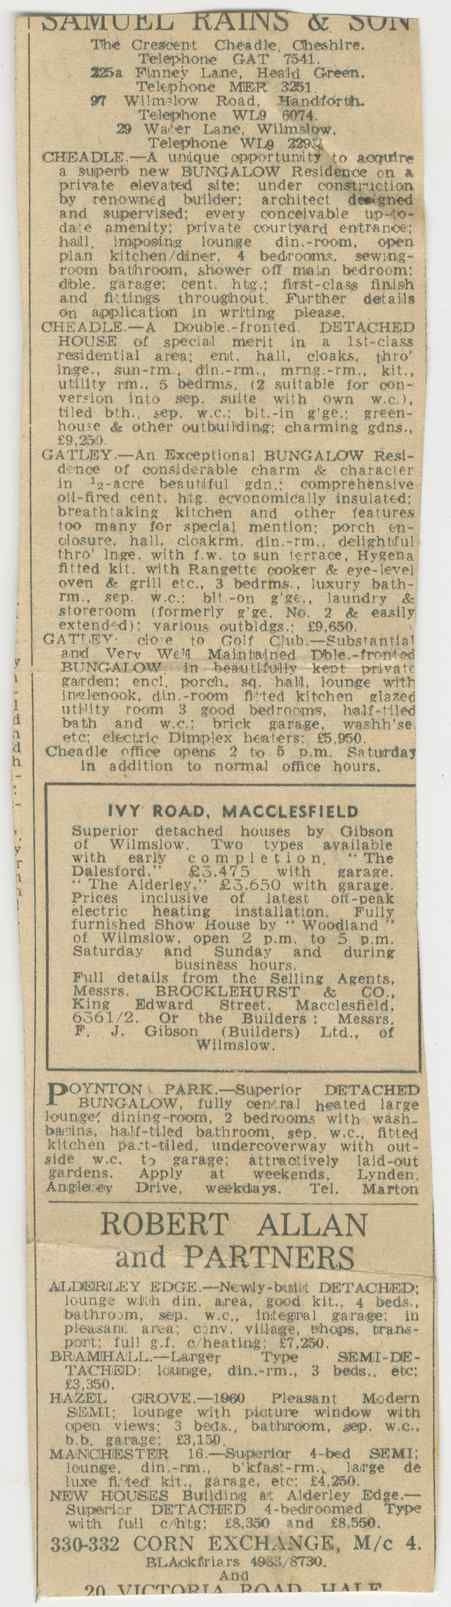 SAMUEL RAINS & SON
The Crescent Cheadle, Cheshire.
Telephone GAT 7541.
225a Finney Lane, Heald Green.
Telephone MER 3251
97 Wilmslow Road, Handforth.
Telephone WL9 6074.
29 Water Lane, Wilmslow.
Telephone WL9
CHEADLE.—A unique opportunity to acquire
a superb new BUNGALOW Residence on a
private elevated site; under construction
by renowned builder; architect designed
and supervised; every conceivable up-to-
date amenity; private courtyard entrance;
hall, imposing lounge din.-room, open
plan kitchen/diner, 4 bedrooms, sewing-
room bathroom, shower off main bedroom;
dble. garage; cent. htg.; first-class finish
and fittings throughout. Further details
on application in writing please.
CHEADLE.—A Double.-fronted. DETACHED
HOUSE of special merit in a 1st-class
residential area; ent. hall, cloaks, thro'
lnge., sun-rm., din.-rm., mrng.-rm., kit.,
utility rm., 5 bedrms, (2 suitable for con-
version into sep. suite with own w.c.),
tiled bth., sep. w.c.; blt.-in g'ge.; green-
house & other outbuilding; charming gdns.,
£9,250.
GATLEY.—An Exceptional BUNGALOW Resi-
dence of considerable charm & character
in ½-acre beautiful gdn.; comprehensive
oil-fired cent. htg. ecvonomically insulated;
breathtaking kitchen and other features
too many for special mention; porch en-
closure, hall, cloakrm, din.-rm., delightful
thro' lnge. with f.w. to sun terrace, Hygena
fitted kit. with Rangette cooker & eye-level
oven & grill etc., 3 bedrms., luxury bath-
rm., sep. w.c.; blt.-on g'ge., laundry &
storeroom (formerly g'ge. No. 2 & easily
extended); various outbldgs.; £9,650.
GATLEY close to Golf Club.—Substantial
and Very Well Maintained Dble.-fronted
BUNGALOW in beautifully kept private
garden; encl. porch, sq. hall, lounge with
inglenook, din.-room fitted kitchen glazed
utility room 3 good bedrooms, half-tiled
bath and w.c.; brick garage, washh'se.
etc; electric Dimplex heaters; £5,950.
Cheadle office opens 2 to 5 p.m. Saturday
in addition to normal office hours.
IVY ROAD, MACCLESFIELD
Superior detached houses by Gibson
of Wilmslow. Two types available
with early completion, "The
Dalesford," £3,475 with garage.
"The Alderley," £3,650 with garage.
Prices inclusive of latest off-peak
electric heating installation. Fully
furnished Show House by "Woodland"
of Wilmslow, open 2 p.m. to 5 p.m.
Saturday and Sunday and during
business hours.
Full details from the Selling Agents,
Messrs. BROCKLEHURST & CO.,
King Edward Street, Macclesfield,
6361/2. Or the Builders: Messrs.
F. J. Gibson (Builders) Ltd., of
Wilmslow.
POYNTON PARK.—Superior DETACHED
BUNGALOW, fully central heated large
lounge, dining-room, 2 bedrooms with wash-
basins, half-tiled bathroom, sep. w.c., fitted
kitchen part-tiled, undercoverway with out-
side w.c. to garage; attractively laid-out
gardens. Apply at weekends, Lynden,
Anglesey Drive, weekdays. Tel. Marton
ROBERT ALLAN
and PARTNERS
ALDERLEY EDGE.—Newly-built DETACHED;
lounge with din. area, good kit., 4 beds.,
bathroom, sep. w.c., integral garage; in
pleasant area; conv. village, shops, trans-
port; full g.f. c/heating; £7,250.
BRAMHALL.—Larger Type SEMI-DE-
TACHED; lounge, din.-rm., 3 beds., etc;
£3,350.
HAZEL GROVE.—1960 Pleasant Modern
SEMI; lounge with picture window with
open views; 3 beds., bathroom, sep. w.c.,
b.b. garage; £3,150.
MANCHESTER 16.—Superior 4-bed SEMI;
lounge, din.-rm., b'kfast-rm., large de
luxe fitted kit., garage, etc; £4,250.
NEW HOUSES Building at Alderley Edge.—
Superior DETACHED 4-bedroomed Type
with full c/htg; £8,350 and £8,550.
330-332 CORN EXCHANGE, M/c 4.
BLAckfriars 4983/8730.
And
20 VICTORIA ROAD, HALE